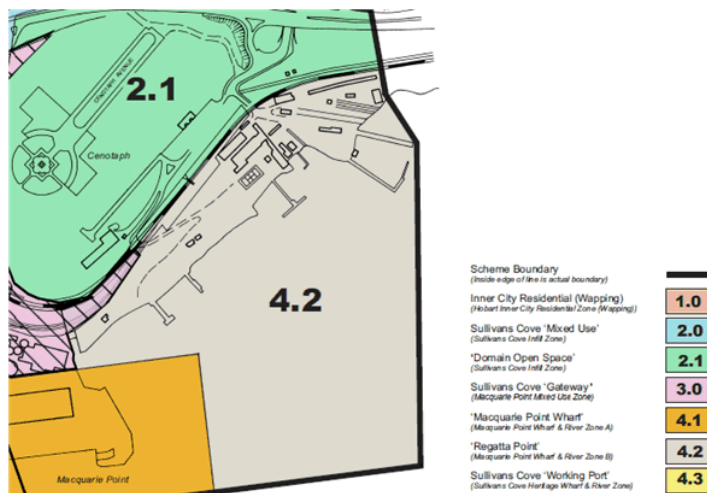 CENOTAPH AVENUE
2.1
Cenotaph
4.2
Macquarie Point
Scheme Boundary
(Inside edge of line is actual boundary)
Inner City Residential (Wapping)
(Hobart Inner City Residential Zone (Wapping))
1.0
Sullivans Cove 'Mixed Use'
(Sullivans Cove Infill Zone)
2.0
'Domain Open Space'
(Sullivans Cove Infill Zone)
2.1
Sullivans Cove 'Gateway'
(Macquarie Point Mixed Use Zone)
3.0
'Macquarie Point Wharf'
(Macquarie Point Wharf & River Zone A)
4.1
'Regatta Point'
(Macquarie Point Wharf & River Zone B)
4.2
Sullivans Cove 'Working Port'
(Sullivans Cove Heritage Wharf & River Zone)
4.3